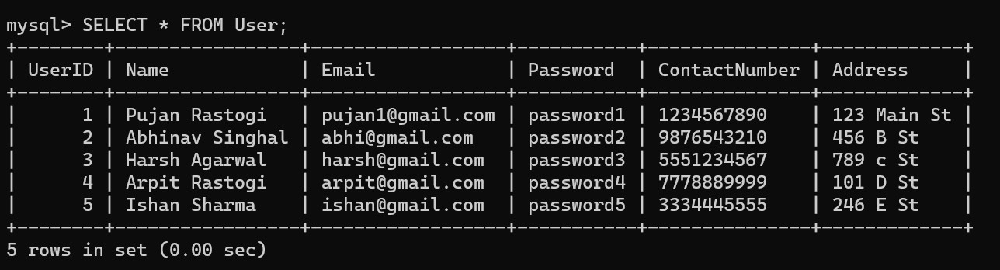 mysql> SELECT * FROM User;
+--------+-----------------+------------------+-----------+---------------+-------------+
| UserID | Name            | Email            | Password  | ContactNumber | Address     |
+--------+-----------------+------------------+-----------+---------------+-------------+
|      1 | Pujan Rastogi   | pujan1@gmail.com | password1 | 1234567890    | 123 Main St |
|      2 | Abhinav Singhal | abhi@gmail.com   | password2 | 9876543210    | 456 B St    |
|      3 | Harsh Agarwal   | harsh@gmail.com  | password3 | 5551234567    | 789 c St    |
|      4 | Arpit Rastogi   | arpit@gmail.com  | password4 | 7778889999    | 101 D St    |
|      5 | Ishan Sharma    | ishan@gmail.com  | password5 | 3334445555    | 246 E St    |
+--------+-----------------+------------------+-----------+---------------+-------------+
5 rows in set (0.00 sec)